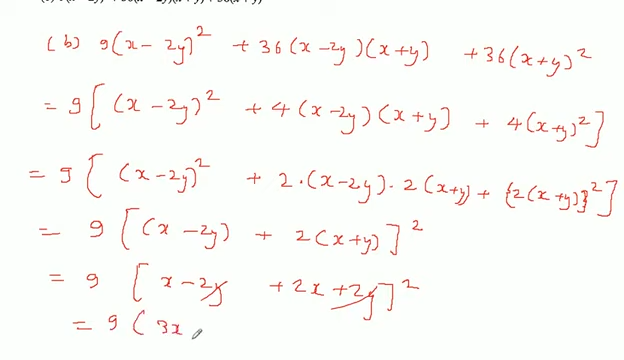 (b) 9(x - 2y)² + 36(x - 2y)(x + y) + 36(x + y)²
= 9[(x - 2y)² + 4(x - 2y)(x + y) + 4(x + y)²]
= 9[(x - 2y)² + 2·(x - 2y)·2(x + y) + {2(x + y)}²]
= 9[(x - 2y) + 2(x + y)]²
= 9[x - 2y + 2x + 2y]²
= 9(3x